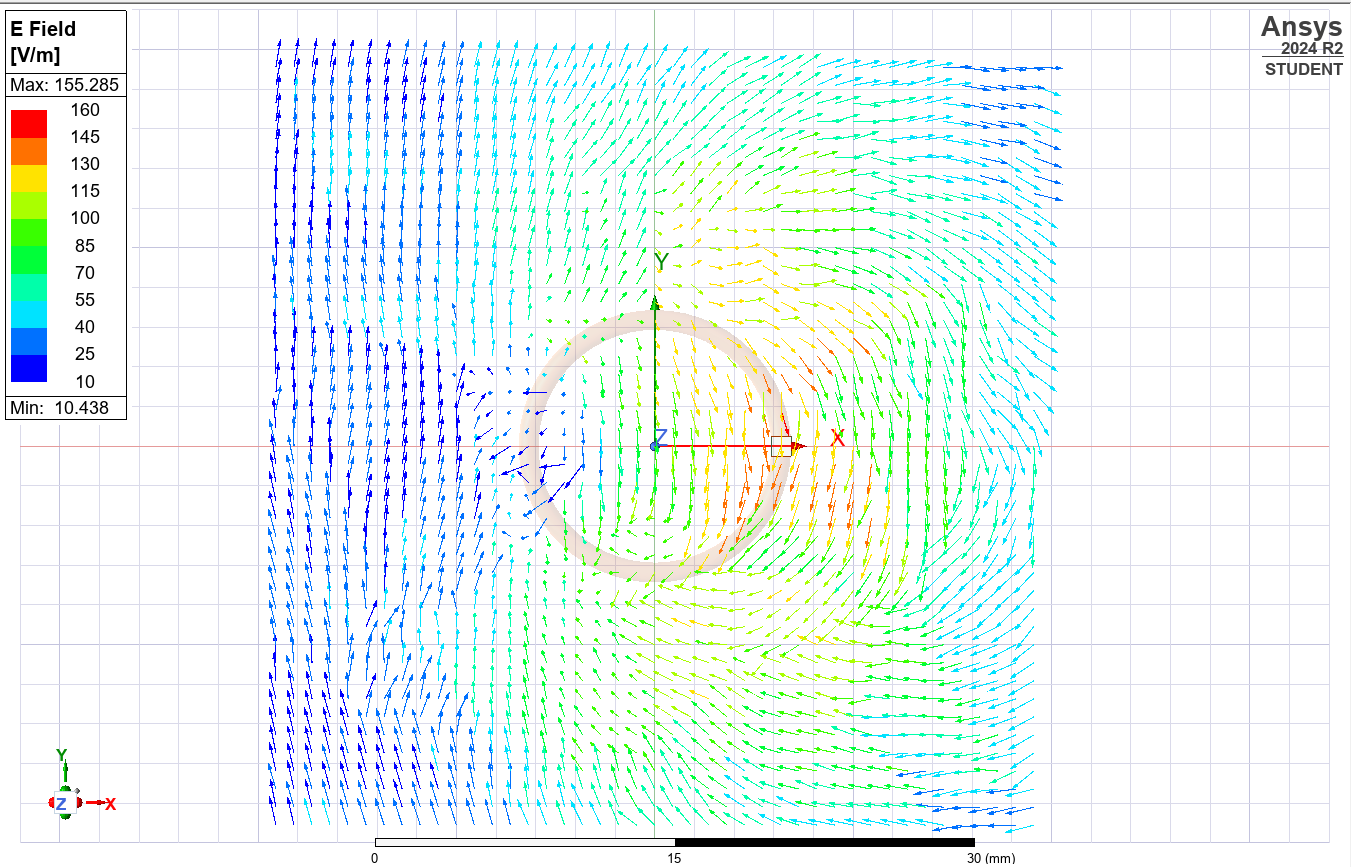 E Field
[V/m]
Max: 155.285
160
145
130
115
100
85
70
55
40
25
10
Min: 10.438
Ansys
2024 R2
STUDENT
Y
Z
X
Y
Z
X
0
15
30 (mm)